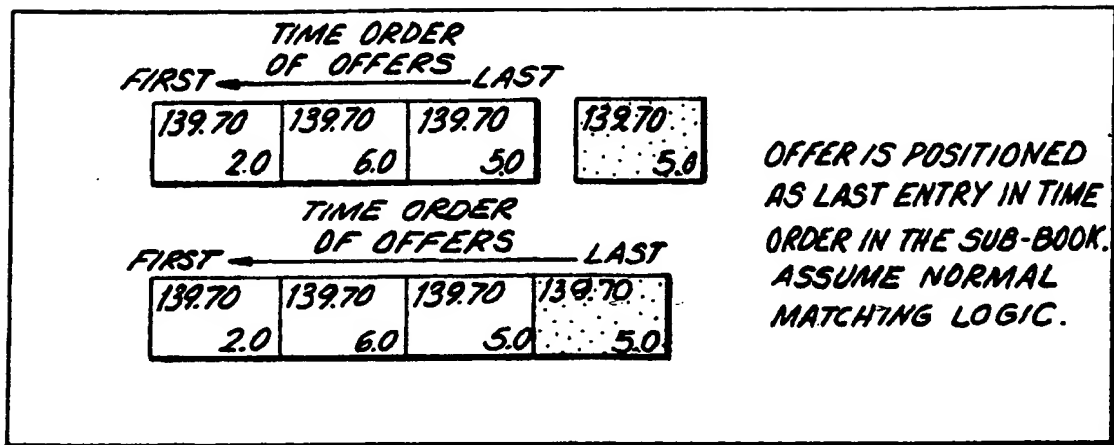 TIME ORDER
OF OFFERS
FIRST LAST
139.70 139.70 139.70 139.70
2.0 6.0 5.0 5.0
TIME ORDER
OF OFFERS
FIRST LAST
139.70 139.70 139.70 139.70
2.0 6.0 5.0 5.0
OFFER IS POSITIONED
AS LAST ENTRY IN TIME
ORDER IN THE SUB-BOOK.
ASSUME NORMAL
MATCHING LOGIC.